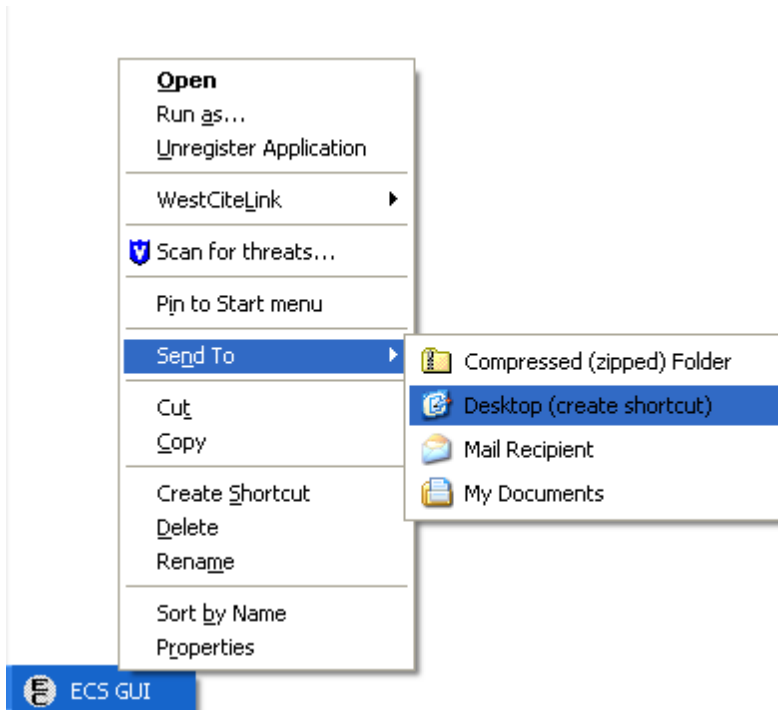 Open
Run as...
Unregister Application
WestCiteLink
Scan for threats...
Pin to Start menu
Send To
Compressed (zipped) Folder
Desktop (create shortcut)
Mail Recipient
My Documents
Cut
Copy
Create Shortcut
Delete
Rename
Sort by Name
Properties
ECS GUI